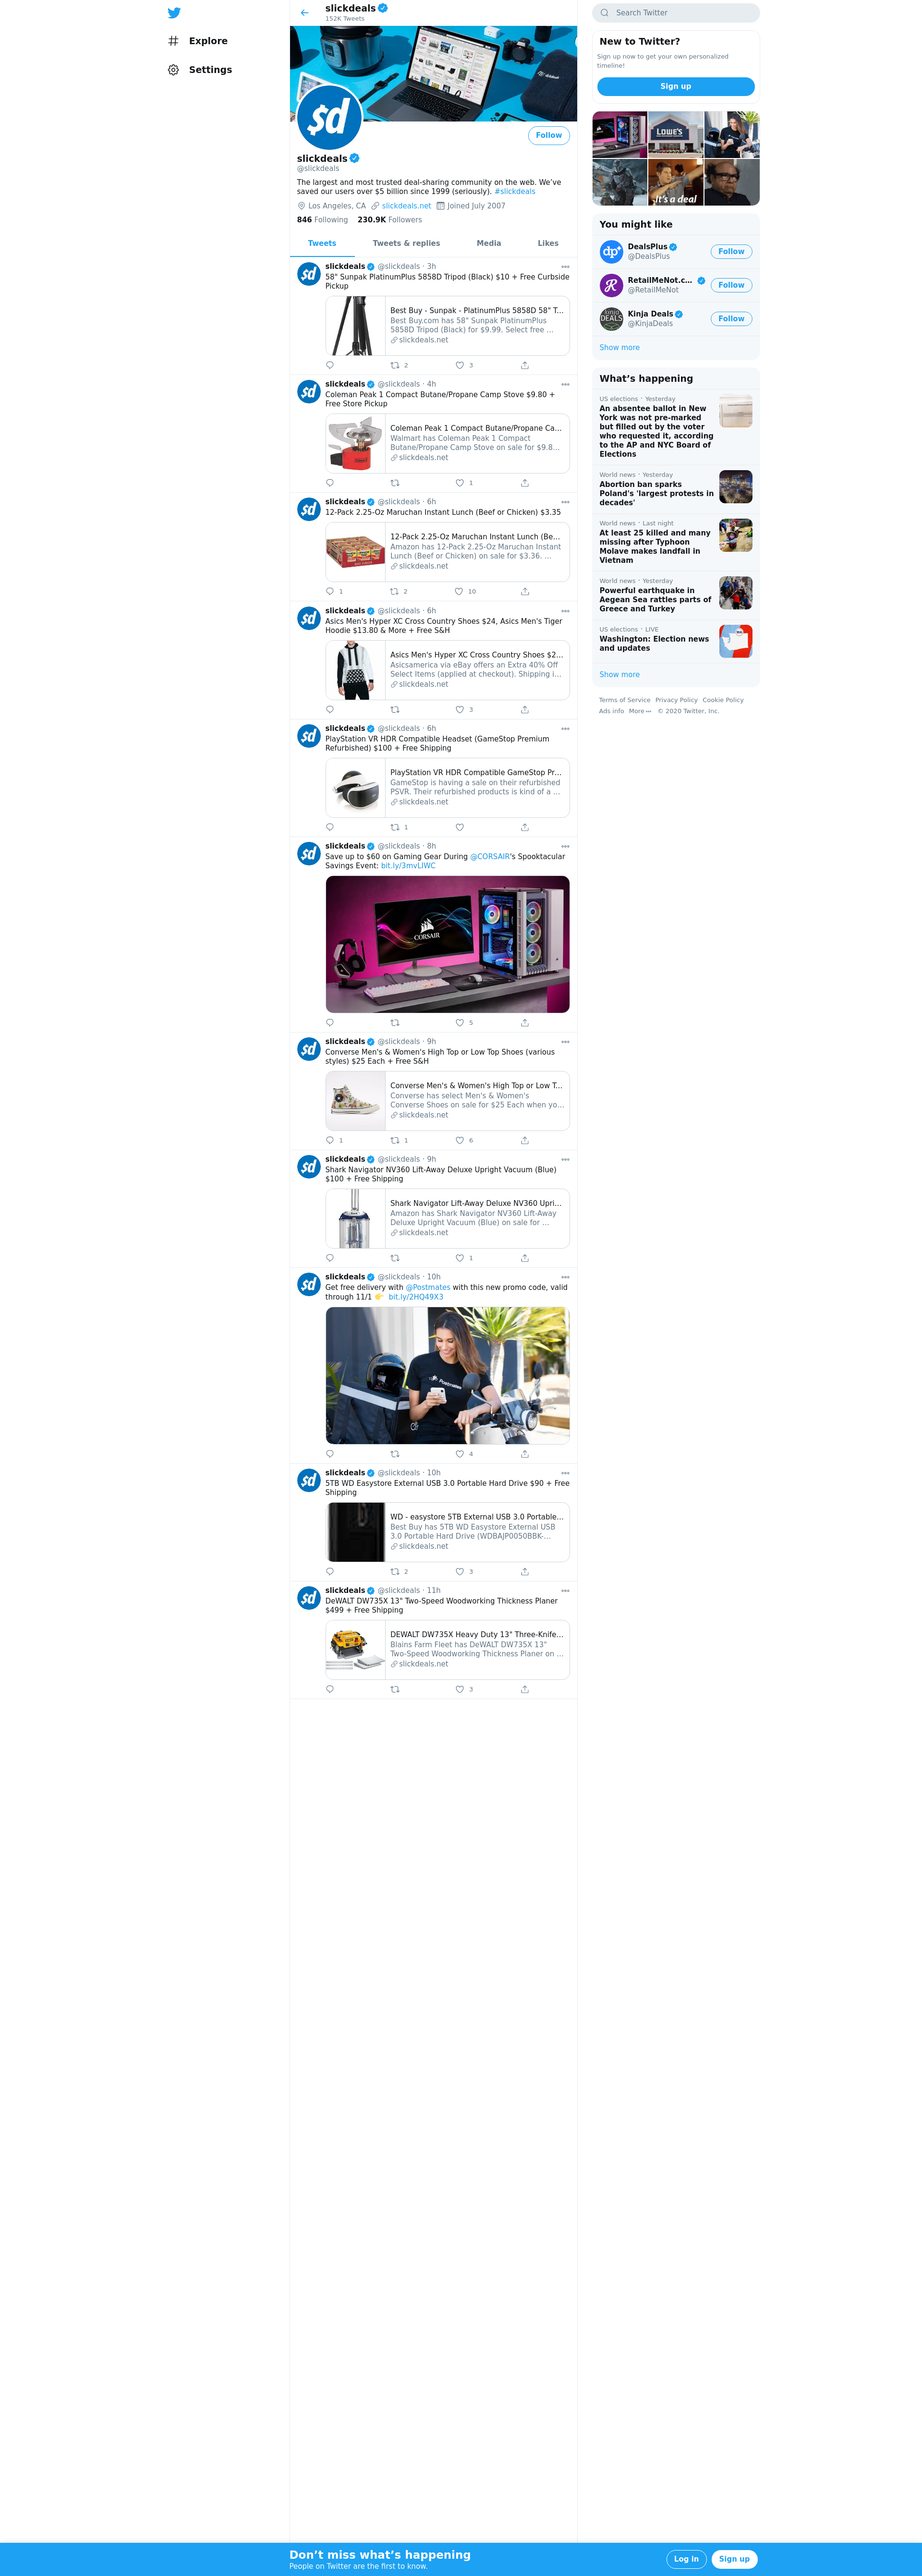 slickdeals
152K Tweets
Explore
Settings
$d
Follow
slickdeals
@slickdeals
The largest and most trusted deal-sharing community on the web. We’ve
saved our users over $5 billion since 1999 (seriously). #slickdeals
Los Angeles, CA slickdeals.net Joined July 2007
846 Following 230.9K Followers
Tweets Tweets & replies Media Likes
slickdeals @slickdeals · 3h
58" Sunpak PlatinumPlus 5858D Tripod (Black) $10 + Free Curbside
Pickup
Best Buy - Sunpak - PlatinumPlus 5858D 58" T...
Best Buy.com has 58" Sunpak PlatinumPlus
5858D Tripod (Black) for $9.99. Select free ...
slickdeals.net
2 3
slickdeals @slickdeals · 4h
Coleman Peak 1 Compact Butane/Propane Camp Stove $9.80 +
Free Store Pickup
Coleman Peak 1 Compact Butane/Propane Ca...
Walmart has Coleman Peak 1 Compact
Butane/Propane Camp Stove on sale for $9.8...
slickdeals.net
1
slickdeals @slickdeals · 6h
12-Pack 2.25-Oz Maruchan Instant Lunch (Beef or Chicken) $3.35
12-Pack 2.25-Oz Maruchan Instant Lunch (Be...
Amazon has 12-Pack 2.25-Oz Maruchan Instant
Lunch (Beef or Chicken) on sale for $3.36. ...
slickdeals.net
1 2 10
slickdeals @slickdeals · 6h
Asics Men's Hyper XC Cross Country Shoes $24, Asics Men's Tiger
Hoodie $13.80 & More + Free S&H
Asics Men's Hyper XC Cross Country Shoes $2...
Asicsamerica via eBay offers an Extra 40% Off
Select Items (applied at checkout). Shipping i...
slickdeals.net
3
slickdeals @slickdeals · 6h
PlayStation VR HDR Compatible Headset (GameStop Premium
Refurbished) $100 + Free Shipping
PlayStation VR HDR Compatible GameStop Pr...
GameStop is having a sale on their refurbished
PSVR. Their refurbished products is kind of a ...
slickdeals.net
1
slickdeals @slickdeals · 8h
Save up to $60 on Gaming Gear During @CORSAIR's Spooktacular
Savings Event: bit.ly/3mvLIWC
CORSAIR
5
slickdeals @slickdeals · 9h
Converse Men's & Women's High Top or Low Top Shoes (various
styles) $25 Each + Free S&H
Converse Men's & Women's High Top or Low T...
Converse has select Men's & Women's
Converse Shoes on sale for $25 Each when yo...
slickdeals.net
1 1 6
slickdeals @slickdeals · 9h
Shark Navigator NV360 Lift-Away Deluxe Upright Vacuum (Blue)
$100 + Free Shipping
Shark Navigator Lift-Away Deluxe NV360 Upri...
Amazon has Shark Navigator NV360 Lift-Away
Deluxe Upright Vacuum (Blue) on sale for ...
slickdeals.net
1
slickdeals @slickdeals · 10h
Get free delivery with @Postmates with this new promo code, valid
through 11/1 👉 bit.ly/2HQ49X3
Postmates
4
slickdeals @slickdeals · 10h
5TB WD Easystore External USB 3.0 Portable Hard Drive $90 + Free
Shipping
WD - easystore 5TB External USB 3.0 Portable...
Best Buy has 5TB WD Easystore External USB
3.0 Portable Hard Drive (WDBAJP0050BBK-...
slickdeals.net
2 3
slickdeals @slickdeals · 11h
DeWALT DW735X 13" Two-Speed Woodworking Thickness Planer
$499 + Free Shipping
DEWALT DW735X Heavy Duty 13" Three-Knife...
Blains Farm Fleet has DeWALT DW735X 13"
Two-Speed Woodworking Thickness Planer on ...
slickdeals.net
3
Search Twitter
New to Twitter?
Sign up now to get your own personalized
timeline!
Sign up
LOWE'S
It's a deal
You might like
dp+
DealsPlus
@DealsPlus
Follow
RetailMeNot.c...
@RetailMeNot
Follow
DEALS
Kinja Deals
@KinjaDeals
Follow
Show more
What’s happening
US elections · Yesterday
An absentee ballot in New
York was not pre-marked
but filled out by the voter
who requested it, according
to the AP and NYC Board of
Elections
World news · Yesterday
Abortion ban sparks
Poland's 'largest protests in
decades'
World news · Last night
At least 25 killed and many
missing after Typhoon
Molave makes landfall in
Vietnam
World news · Yesterday
Powerful earthquake in
Aegean Sea rattles parts of
Greece and Turkey
US elections · LIVE
Washington: Election news
and updates
Show more
Terms of Service Privacy Policy Cookie Policy
Ads info More © 2020 Twitter, Inc.
Don’t miss what’s happening
People on Twitter are the first to know.
Log in Sign up